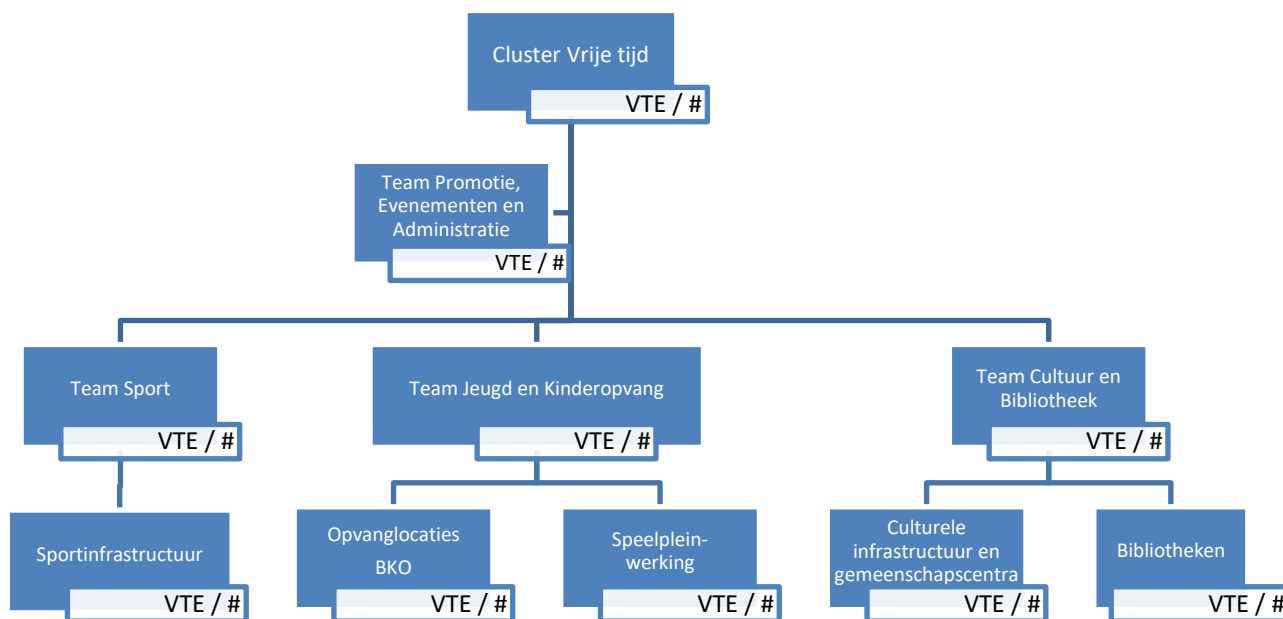 Cluster Vrije tijd
VTE / #
Team Promotie,
Evenementen en
Administratie
VTE / #
Team Sport
VTE / #
Team Jeugd en Kinderopvang
VTE / #
Team Cultuur en
Bibliotheek
VTE / #
Sportinfrastructuur
VTE / #
Opvanglocaties
BKO
VTE / #
Speelplein-
werking
VTE / #
Culturele
infrastructuur en
gemeenschapscentra
VTE / #
Bibliotheken
VTE / #